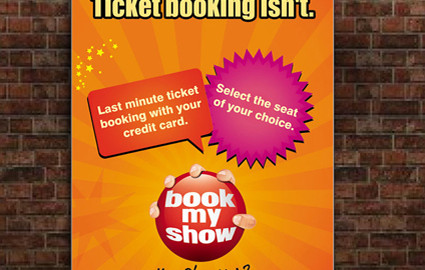 Ticket booking isn't.
Last minute ticket
booking with your
credit card.
Select the seat
of your choice.
book
my
show